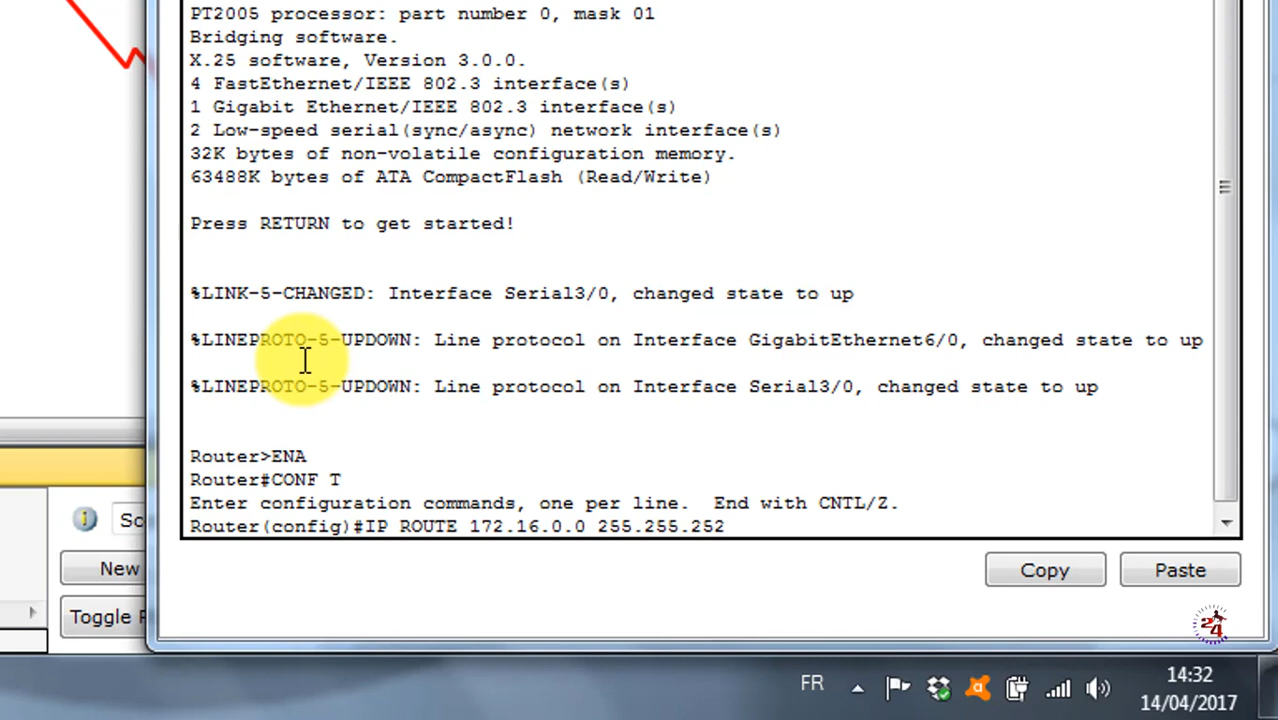 PT2005 processor: part number 0, mask 01
Bridging software.
X.25 software, Version 3.0.0.
4 FastEthernet/IEEE 802.3 interface(s)
1 Gigabit Ethernet/IEEE 802.3 interface(s)
2 Low-speed serial(sync/async) network interface(s)
32K bytes of non-volatile configuration memory.
63488K bytes of ATA CompactFlash (Read/Write)
Press RETURN to get started!
%LINK-5-CHANGED: Interface Serial3/0, changed state to up
%LINEPROTO-5-UPDOWN: Line protocol on Interface GigabitEthernet6/0, changed state to up
%LINEPROTO-5-UPDOWN: Line protocol on Interface Serial3/0, changed state to up
Router>ENA
Router#CONF T
Enter configuration commands, one per line.  End with CNTL/Z.
Router(config)#IP ROUTE 172.16.0.0 255.255.252
Sc
New
Toggle
Copy
Paste
24
FR
14:32
14/04/2017